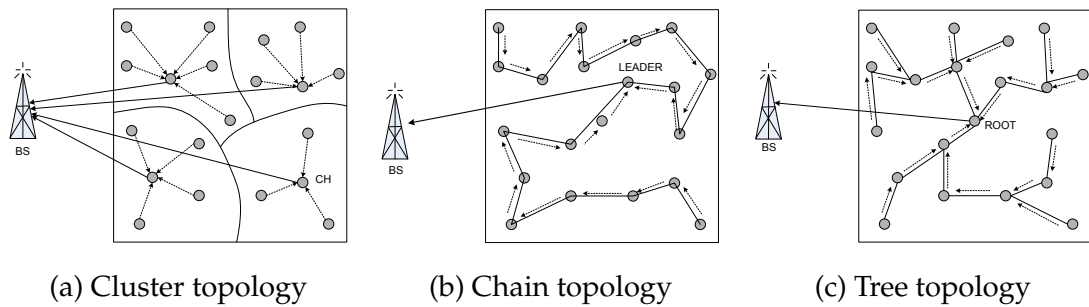 BS
CH
(a) Cluster topology
LEADER
BS
(b) Chain topology
ROOT
BS
(c) Tree topology